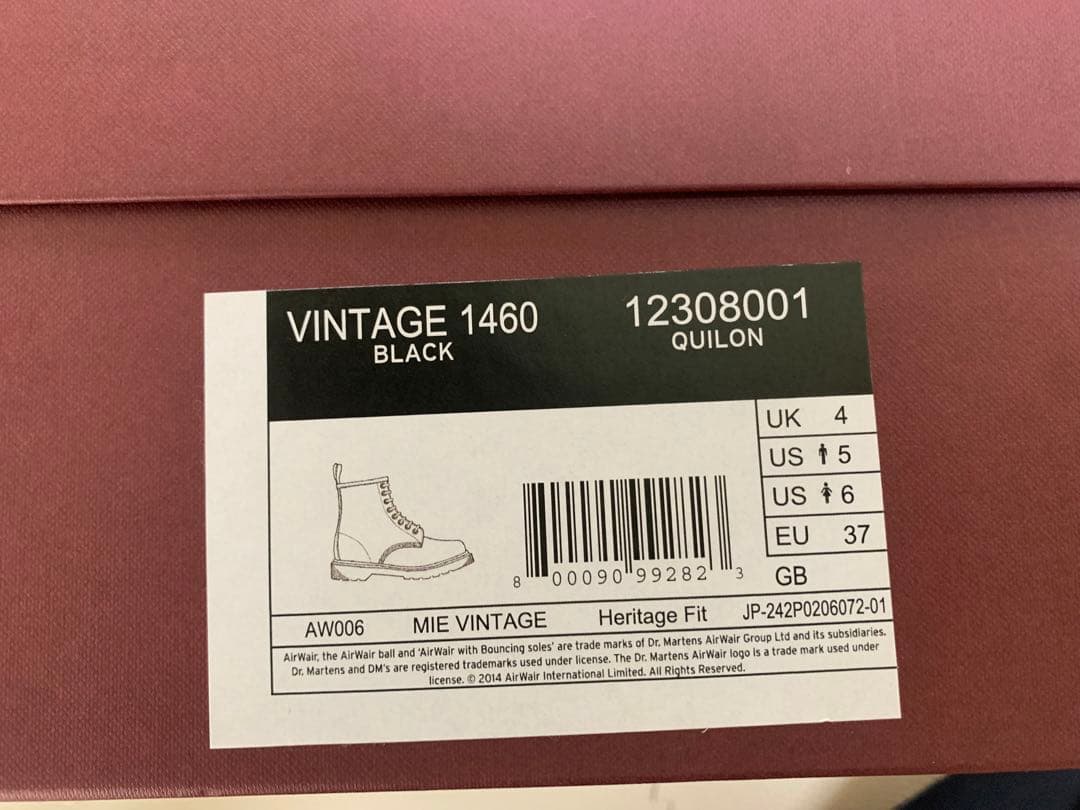 VINTAGE 1460
BLACK
12308001
QUILON
UK 4
US 5
US 6
EU 37
GB
8 00090 99282 3
AW006 MIE VINTAGE Heritage Fit JP-242P0206072-01
AirWair, the AirWair ball and 'AirWair with Bouncing soles' are trade marks of Dr. Martens AirWair Group Ltd and its subsidiaries.
Dr. Martens and DM's are registered trademarks used under license. The Dr. Martens AirWair logo is a trade mark used under
license. © 2014 AirWair International Limited. All Rights Reserved.